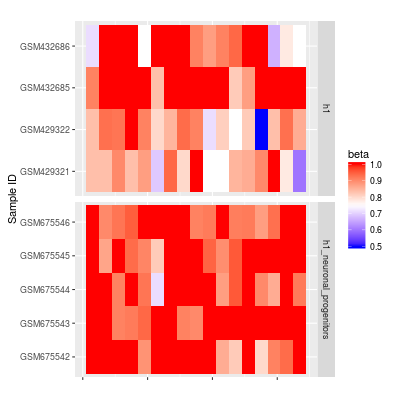 GSM432686
GSM432685
GSM429322
GSM429321
h1
GSM675546
GSM675545
GSM675544
GSM675543
GSM675542
h1_neuronal_progenitors
Sample ID
beta
1.0
0.9
0.8
0.7
0.6
0.5